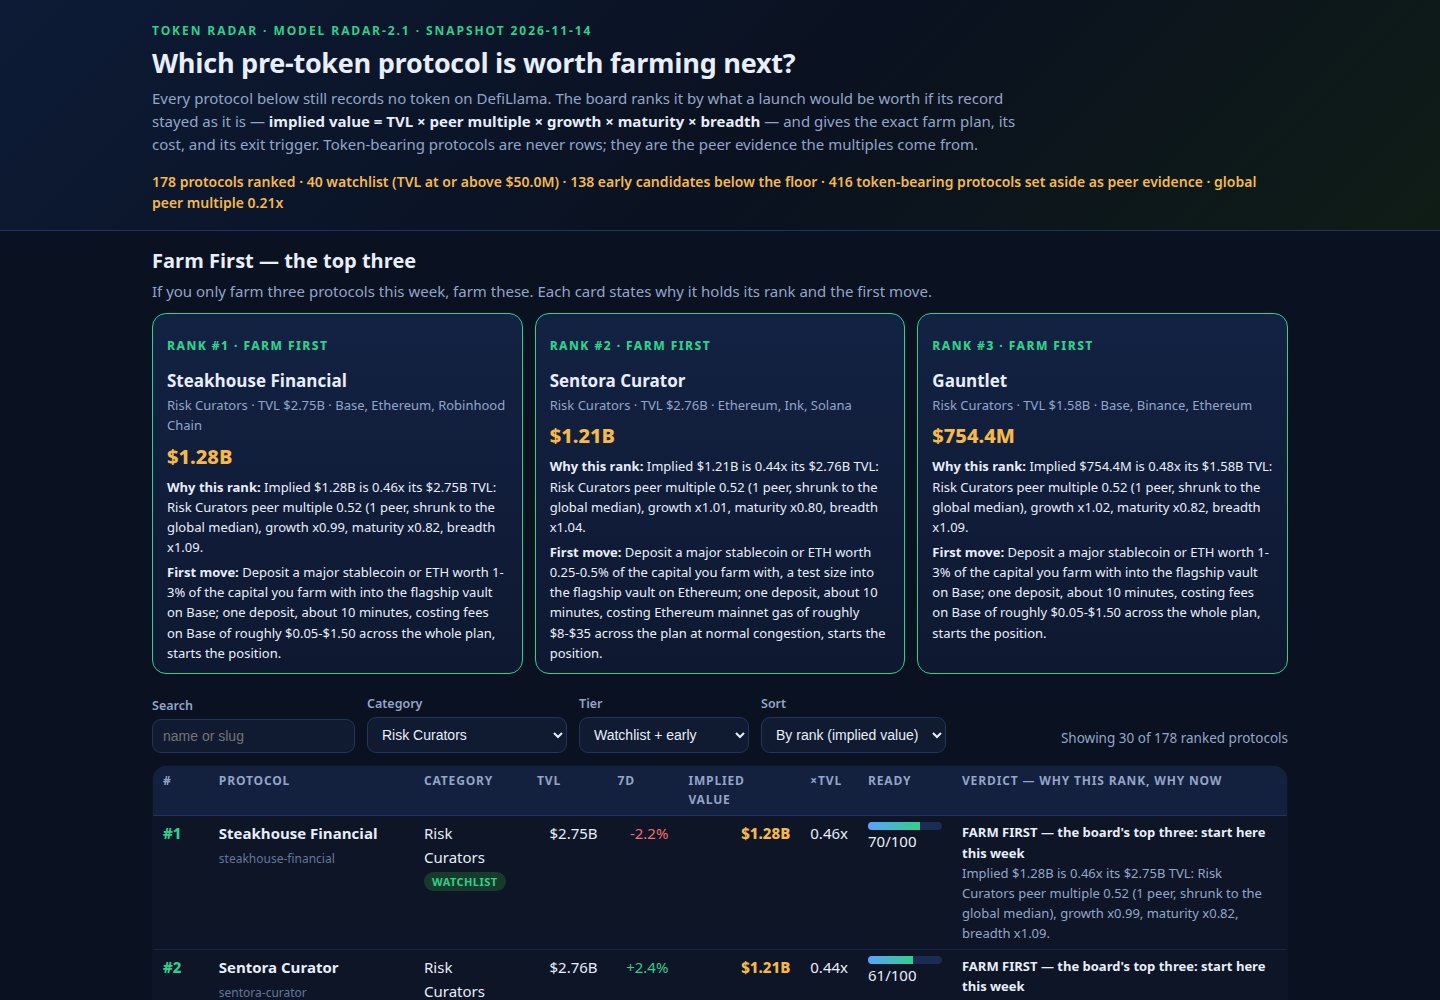 TOKEN RADAR · MODEL RADAR-2.1 · SNAPSHOT 2026-11-14
Which pre-token protocol is worth farming next?
Every protocol below still records no token on DefiLlama. The board ranks it by what a launch would be worth if its record
stayed as it is — implied value = TVL × peer multiple × growth × maturity × breadth — and gives the exact farm plan, its
cost, and its exit trigger. Token-bearing protocols are never rows; they are the peer evidence the multiples come from.
178 protocols ranked · 40 watchlist (TVL at or above $50.0M) · 138 early candidates below the floor · 416 token-bearing protocols set aside as peer evidence · global
peer multiple 0.21x
Farm First — the top three
If you only farm three protocols this week, farm these. Each card states why it holds its rank and the first move.
RANK #1 · FARM FIRST
Steakhouse Financial
Risk Curators · TVL $2.75B · Base, Ethereum, Robinhood
Chain
$1.28B
Why this rank: Implied $1.28B is 0.46x its $2.75B TVL:
Risk Curators peer multiple 0.52 (1 peer, shrunk to the
global median), growth x0.99, maturity x0.82, breadth
x1.09.
First move: Deposit a major stablecoin or ETH worth 1-
3% of the capital you farm with into the flagship vault
on Base; one deposit, about 10 minutes, costing fees
on Base of roughly $0.05-$1.50 across the whole plan,
starts the position.
RANK #2 · FARM FIRST
Sentora Curator
Risk Curators · TVL $2.76B · Ethereum, Ink, Solana
$1.21B
Why this rank: Implied $1.21B is 0.44x its $2.76B TVL:
Risk Curators peer multiple 0.52 (1 peer, shrunk to the
global median), growth x1.01, maturity x0.80, breadth
x1.04.
First move: Deposit a major stablecoin or ETH worth
0.25-0.5% of the capital you farm with, a test size into
the flagship vault on Ethereum; one deposit, about 10
minutes, costing Ethereum mainnet gas of roughly
$8-$35 across the plan at normal congestion, starts the
position.
RANK #3 · FARM FIRST
Gauntlet
Risk Curators · TVL $1.58B · Base, Binance, Ethereum
$754.4M
Why this rank: Implied $754.4M is 0.48x its $1.58B TVL:
Risk Curators peer multiple 0.52 (1 peer, shrunk to the
global median), growth x1.02, maturity x0.82, breadth
x1.09.
First move: Deposit a major stablecoin or ETH worth 1-
3% of the capital you farm with into the flagship vault
on Base; one deposit, about 10 minutes, costing fees
on Base of roughly $0.05-$1.50 across the whole plan,
starts the position.
Search
name or slug
Category
Risk Curators
Tier
Watchlist + early
Sort
By rank (implied value)
Showing 30 of 178 ranked protocols
# PROTOCOL CATEGORY TVL 7D IMPLIED VALUE ×TVL READY VERDICT — WHY THIS RANK, WHY NOW
#1 Steakhouse Financial Risk Curators $2.75B -2.2% $1.28B 0.46x 70/100
steakhouse-financial
WATCHLIST
FARM FIRST — the board's top three: start here
this week
Implied $1.28B is 0.46x its $2.75B TVL: Risk
Curators peer multiple 0.52 (1 peer, shrunk to the
global median), growth x0.99, maturity x0.82,
breadth x1.09.
#2 Sentora Curator Risk Curators $2.76B +2.4% $1.21B 0.44x 61/100
sentora-curator
FARM FIRST — the board's top three: start here
this week